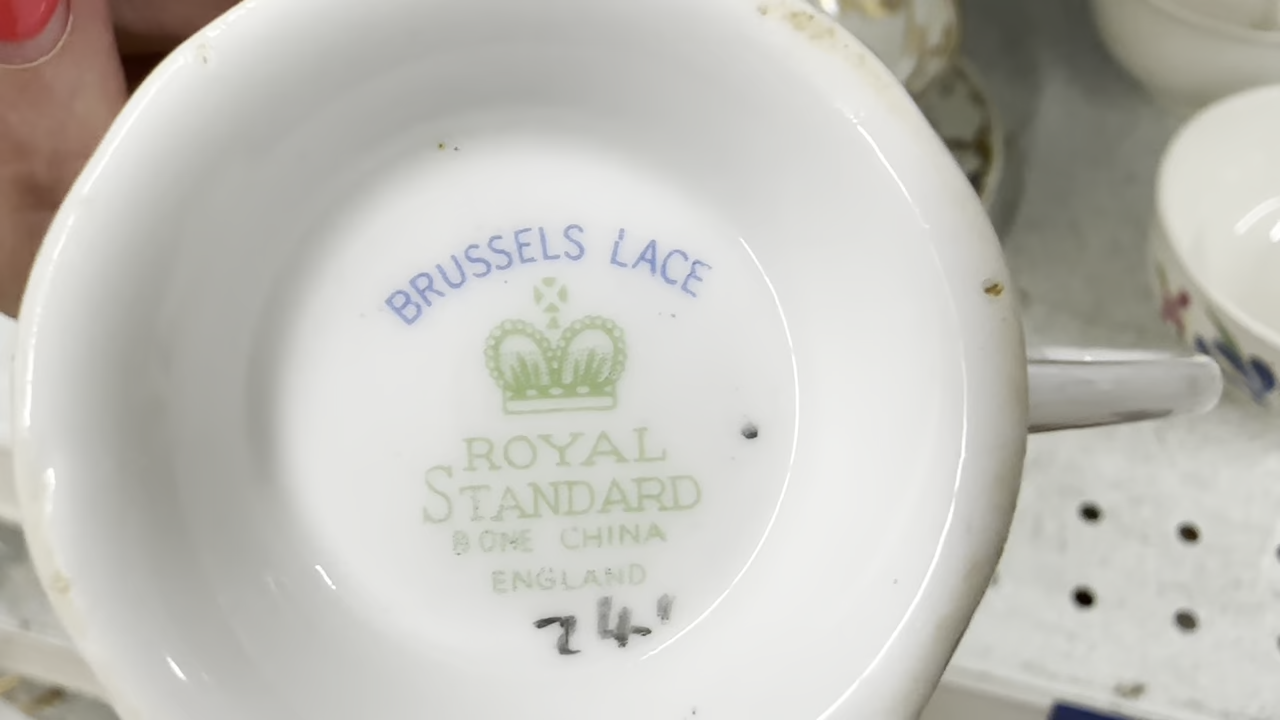 BRUSSELS LACE
ROYAL
STANDARD
BONE CHINA
ENGLAND
24'